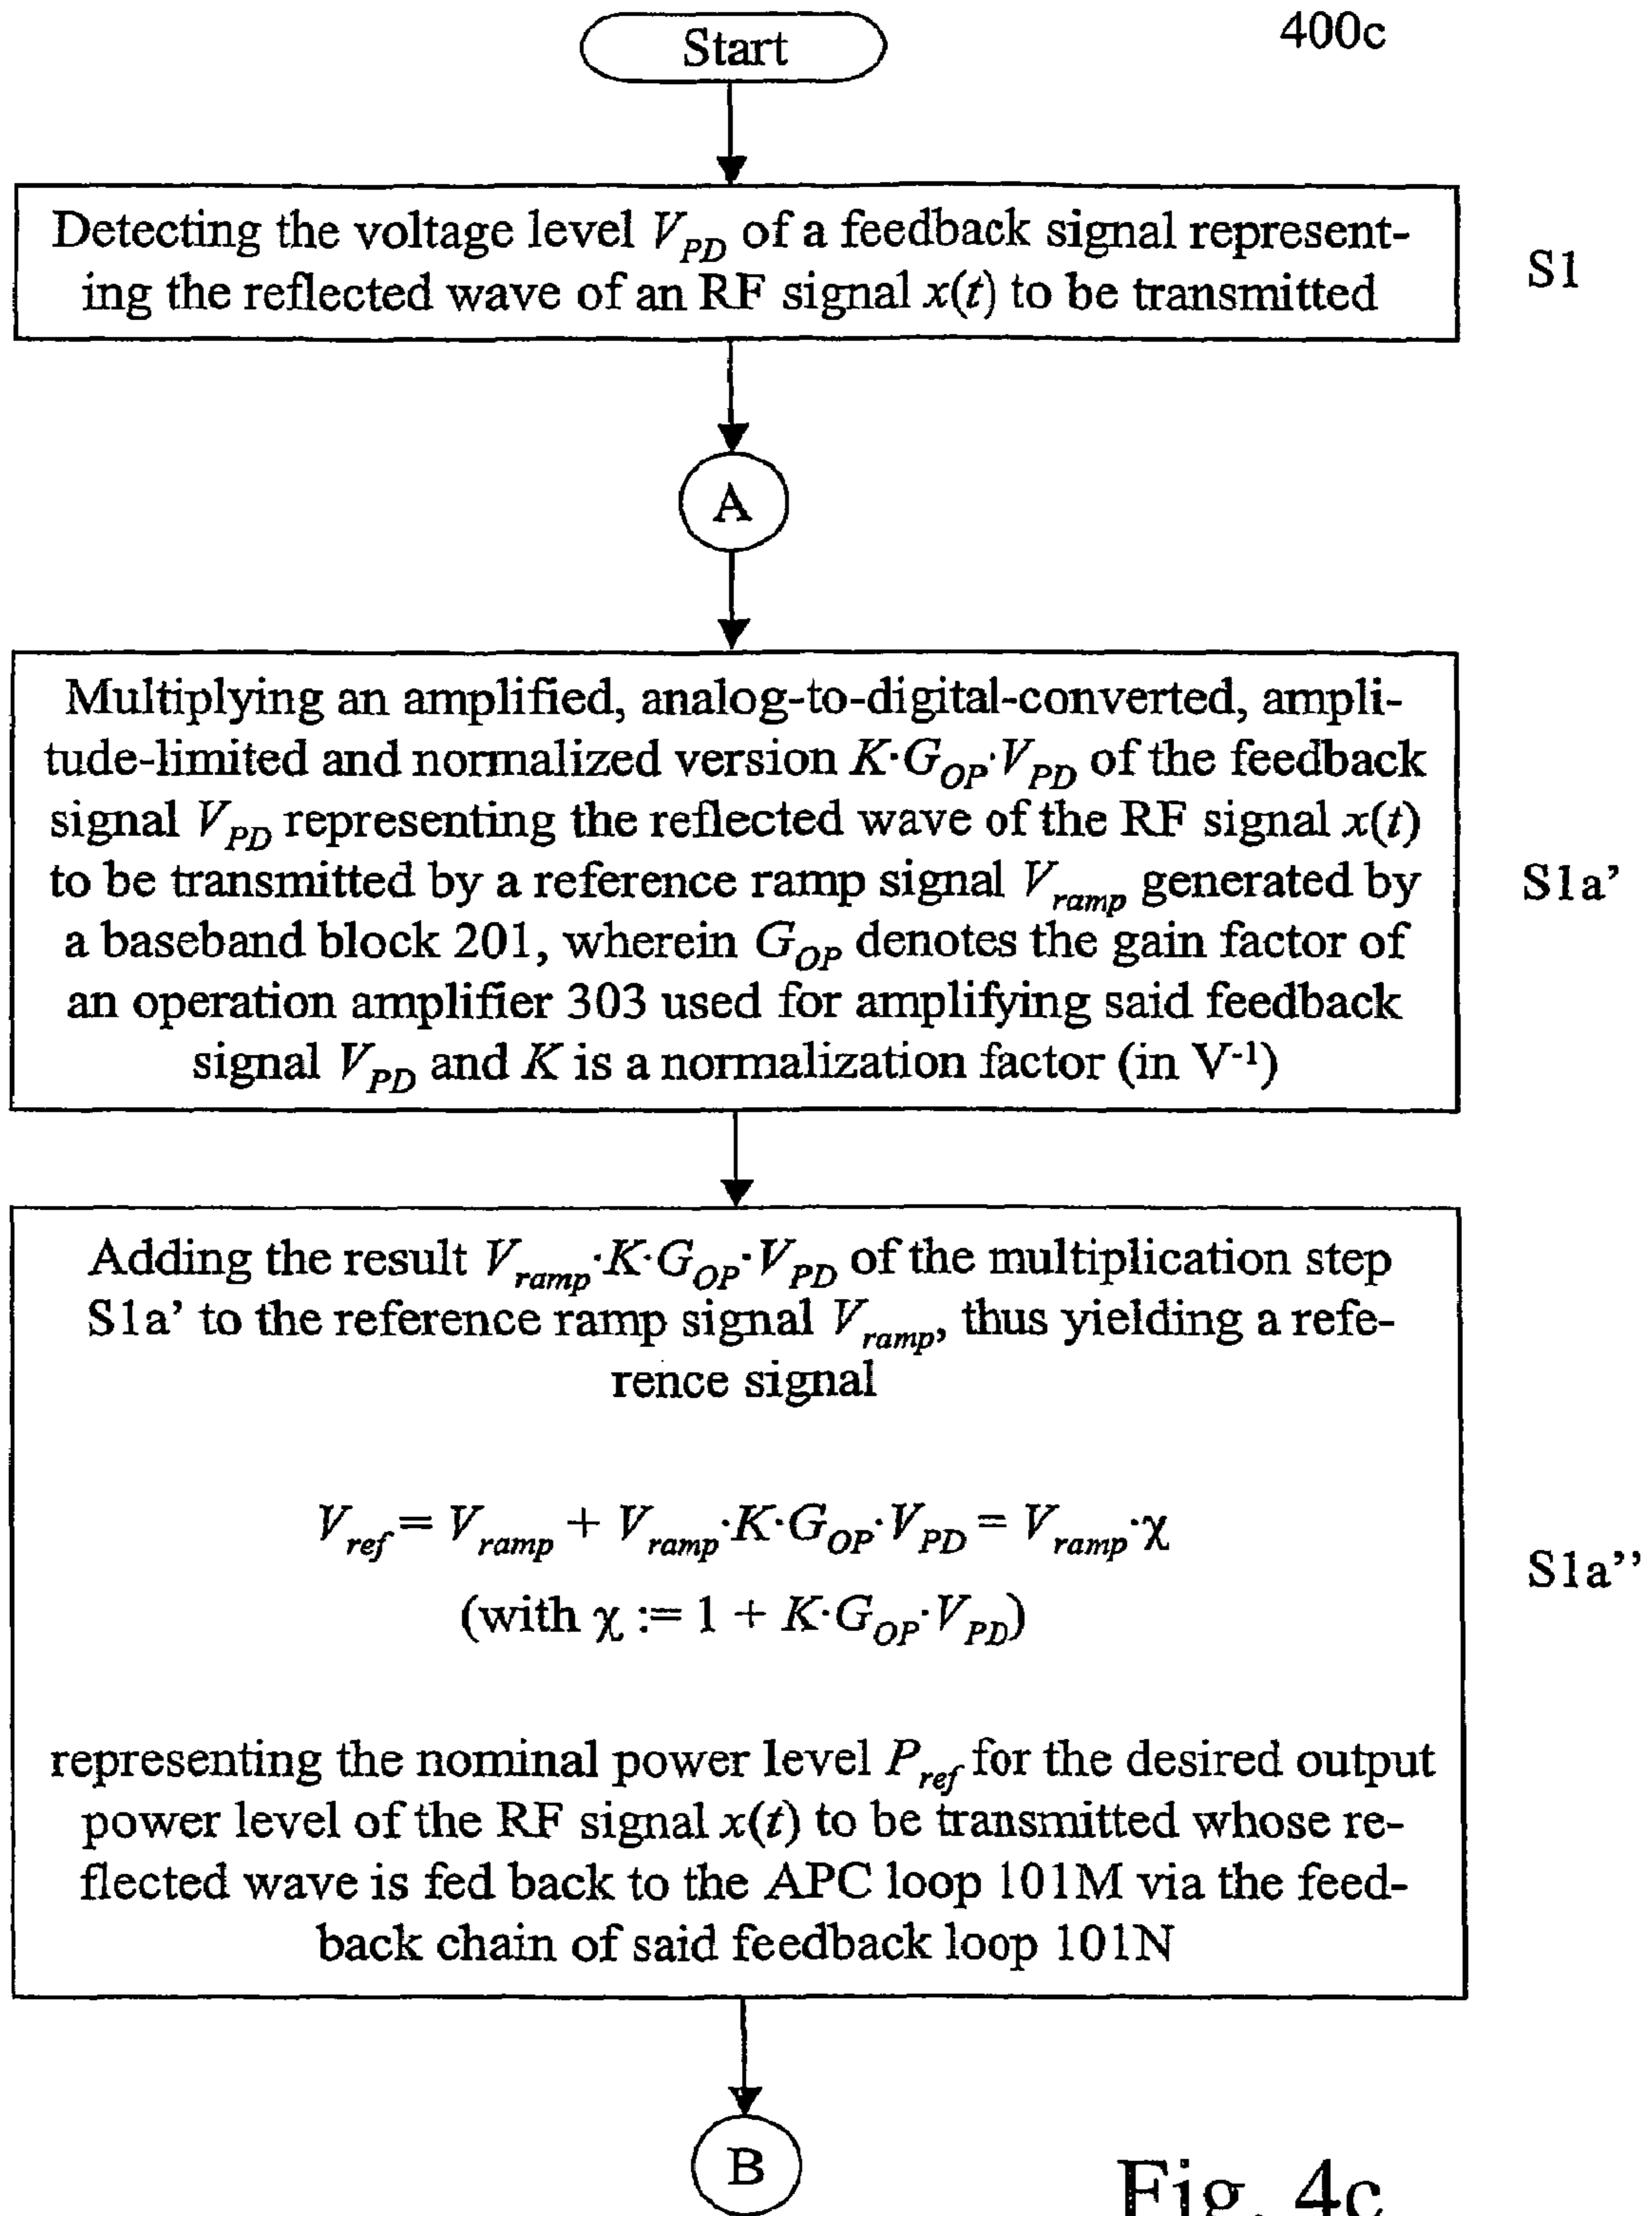 Start
400c
Detecting the voltage level V_PD of a feedback signal represent-
ing the reflected wave of an RF signal x(t) to be transmitted
S1
A
Multiplying an amplified, analog-to-digital-converted, ampli-
tude-limited and normalized version K·G_OP·V_PD of the feedback
signal V_PD representing the reflected wave of the RF signal x(t)
to be transmitted by a reference ramp signal V_ramp generated by
a baseband block 201, wherein G_OP denotes the gain factor of
an operation amplifier 303 used for amplifying said feedback
signal V_PD and K is a normalization factor (in V⁻¹)
S1a’
Adding the result V_ramp·K·G_OP·V_PD of the multiplication step
S1a’ to the reference ramp signal V_ramp, thus yielding a refe-
rence signal
V_ref = V_ramp + V_ramp·K·G_OP·V_PD = V_ramp·χ
(with χ := 1 + K·G_OP·V_PD)
S1a’’
representing the nominal power level P_ref for the desired output
power level of the RF signal x(t) to be transmitted whose re-
flected wave is fed back to the APC loop 101M via the feed-
back chain of said feedback loop 101N
B
Fig. 4c